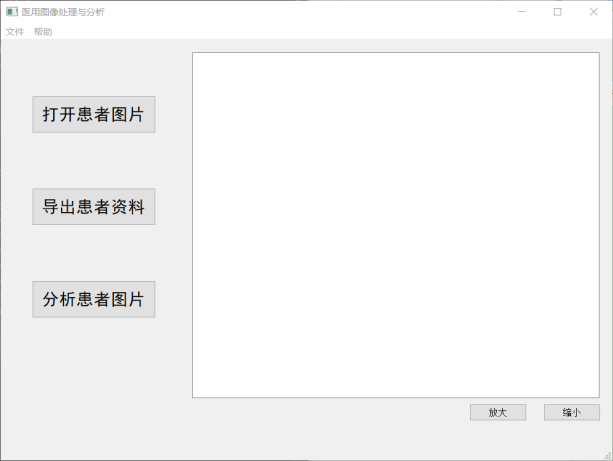 医用图像处理与分析
文件 帮助
打开患者图片
导出患者资料
分析患者图片
放大 缩小